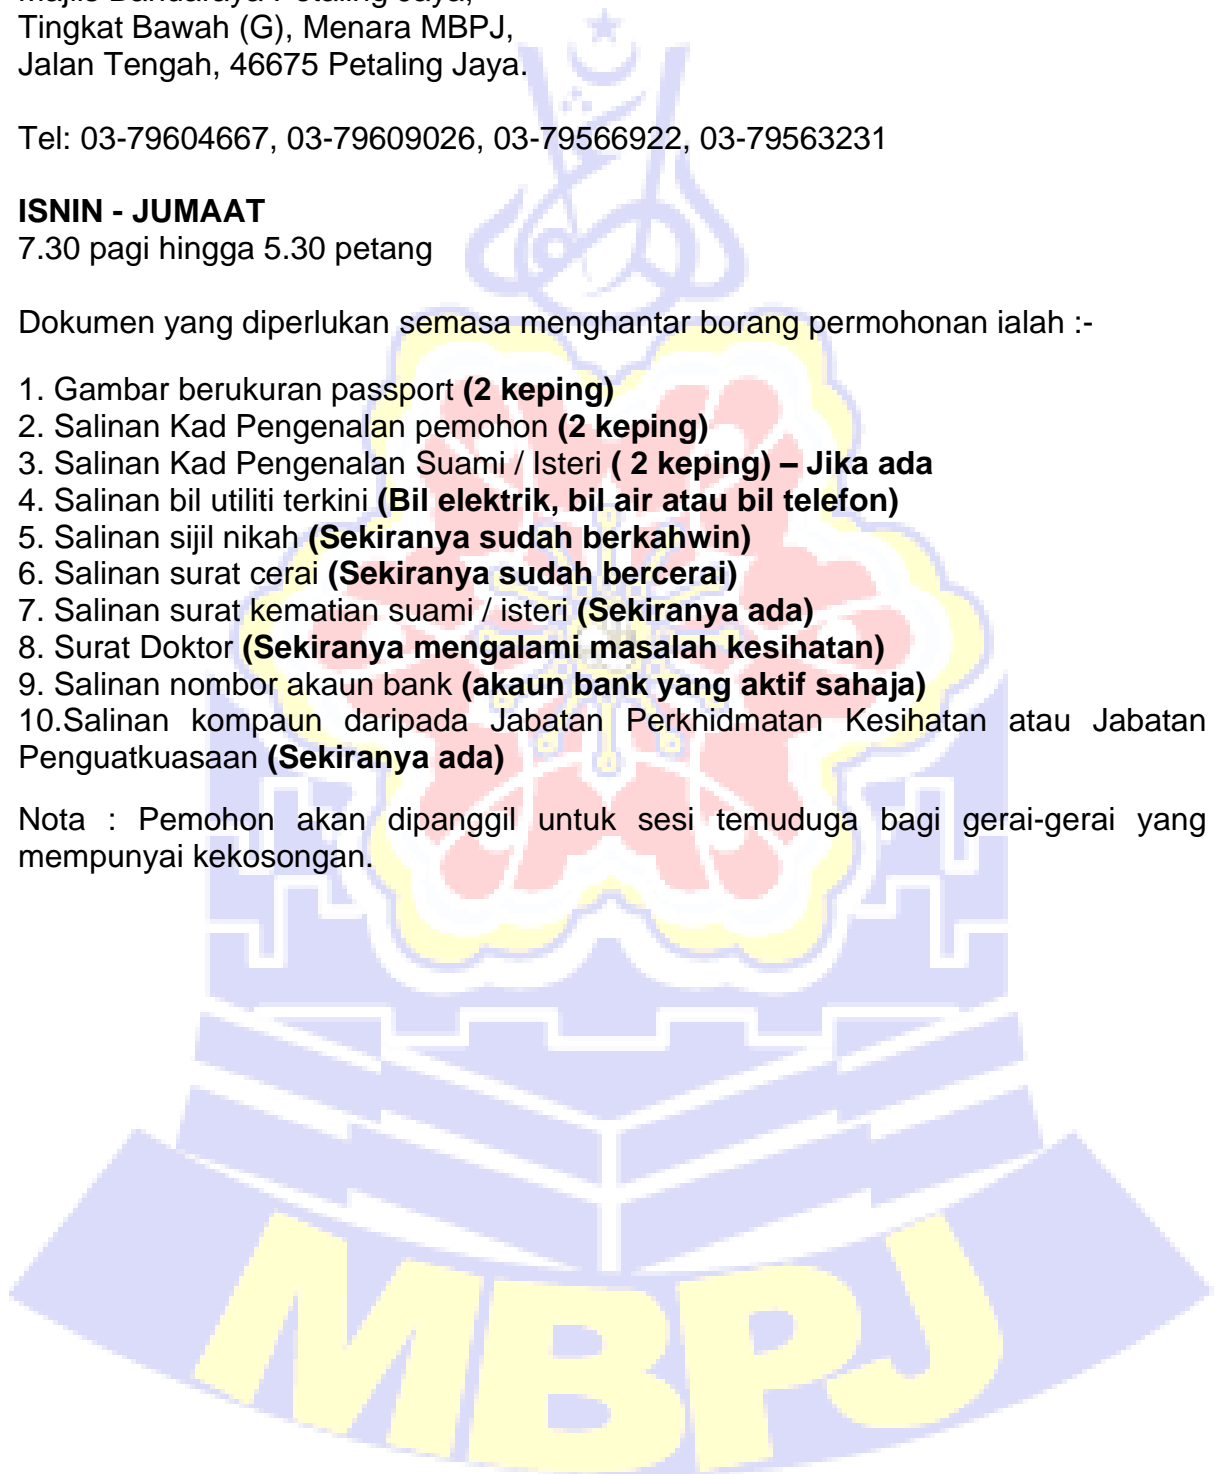 Majlis Bandaraya Petaling Jaya,
Tingkat Bawah (G), Menara MBPJ,
Jalan Tengah, 46675 Petaling Jaya.
Tel: 03-79604667, 03-79609026, 03-79566922, 03-79563231
ISNIN - JUMAAT
7.30 pagi hingga 5.30 petang
Dokumen yang diperlukan semasa menghantar borang permohonan ialah :-
1. Gambar berukuran passport (2 keping)
2. Salinan Kad Pengenalan pemohon (2 keping)
3. Salinan Kad Pengenalan Suami / Isteri ( 2 keping) – Jika ada
4. Salinan bil utiliti terkini (Bil elektrik, bil air atau bil telefon)
5. Salinan sijil nikah (Sekiranya sudah berkahwin)
6. Salinan surat cerai (Sekiranya sudah bercerai)
7. Salinan surat kematian suami / isteri (Sekiranya ada)
8. Surat Doktor (Sekiranya mengalami masalah kesihatan)
9. Salinan nombor akaun bank (akaun bank yang aktif sahaja)
10.Salinan kompaun daripada Jabatan Perkhidmatan Kesihatan atau Jabatan
Penguatkuasaan (Sekiranya ada)
Nota : Pemohon akan dipanggil untuk sesi temuduga bagi gerai-gerai yang
mempunyai kekosongan.
MBPJ